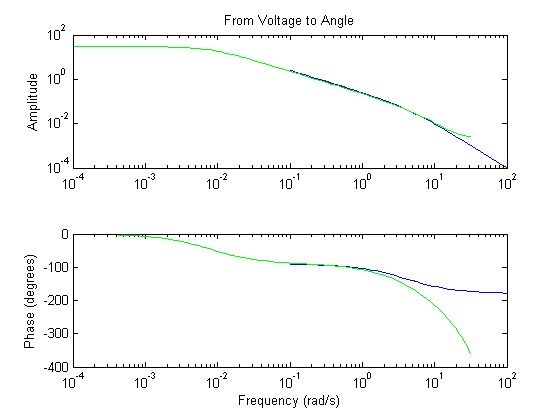 From Voltage to Angle
Amplitude
10^2
10^0
10^-2
10^-4
10^-4 10^-3 10^-2 10^-1 10^0 10^1 10^2
Phase (degrees)
0
-100
-200
-300
-400
10^-4 10^-3 10^-2 10^-1 10^0 10^1 10^2
Frequency (rad/s)